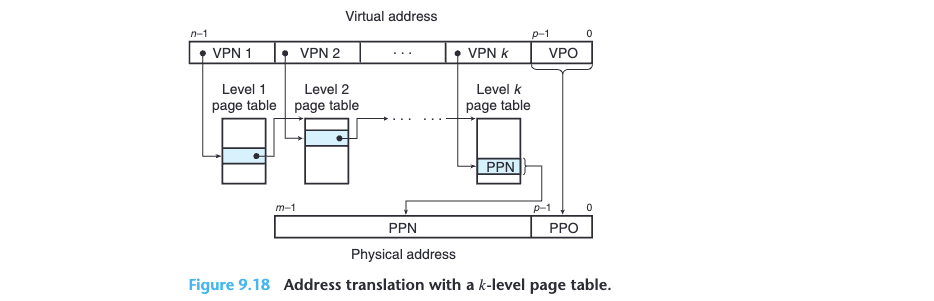 Virtual address
n–1 p–1 0
VPN 1 VPN 2 · · · VPN k VPO
Level 1 Level 2 Level k
page table page table page table
· · · · · ·
PPN
m–1 p–1 0
PPN PPO
Physical address
Figure 9.18 Address translation with a k-level page table.